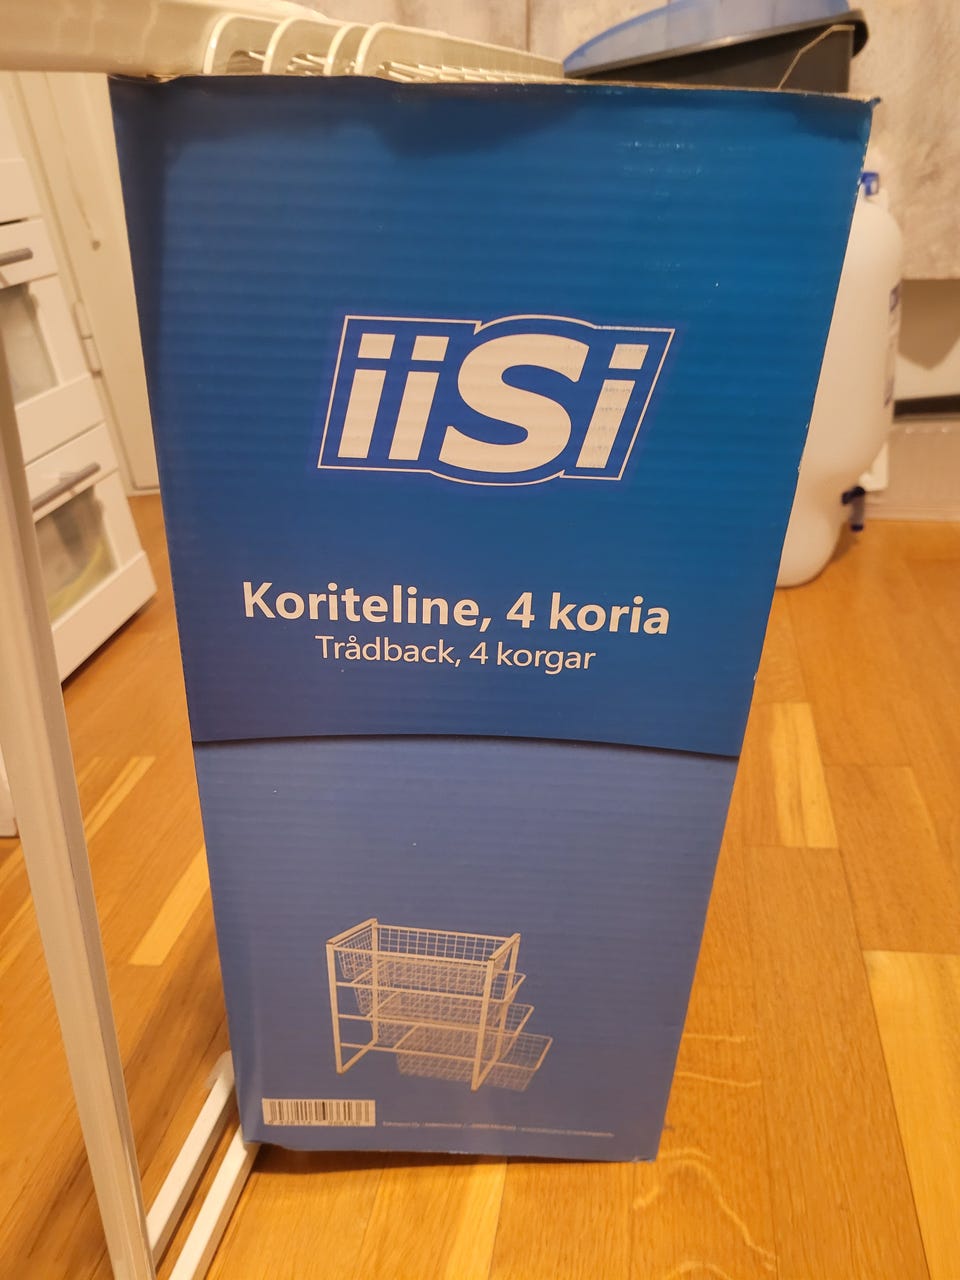 iiSi
Koriteline, 4 koria
Trådback, 4 korgar